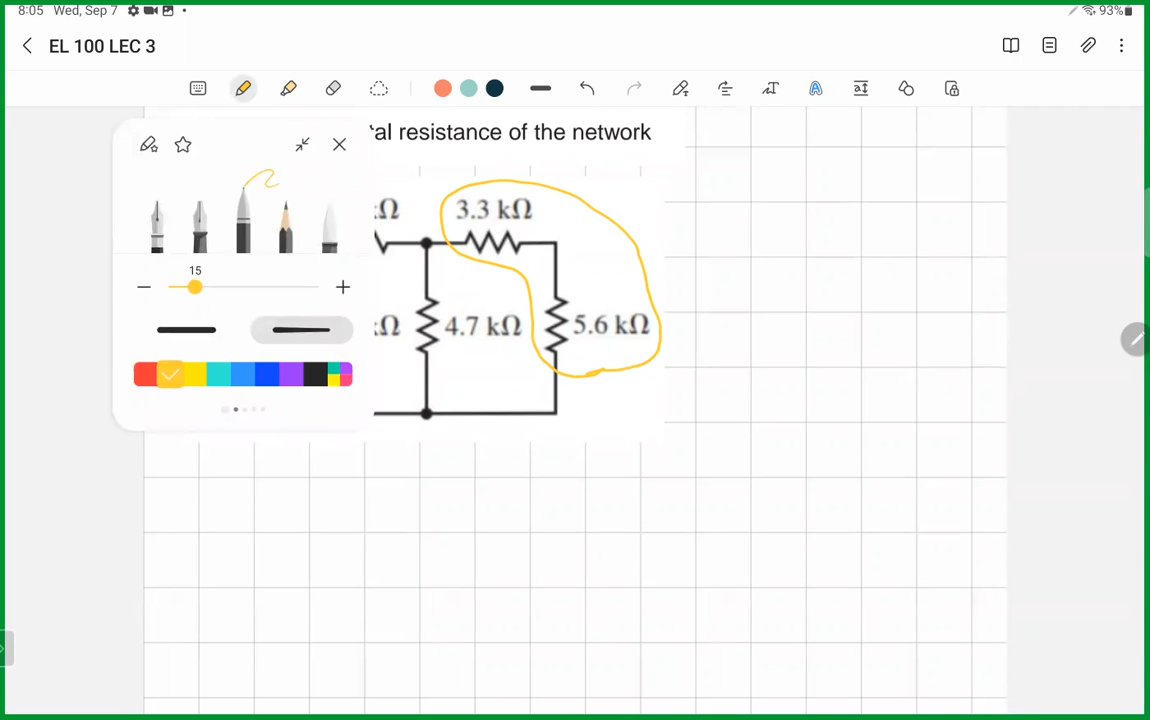 8:05 Wed, Sep 7
93%
EL 100 LEC 3
tal resistance of the network
Ω 3.3 kΩ
15
Ω 4.7 kΩ 5.6 kΩ